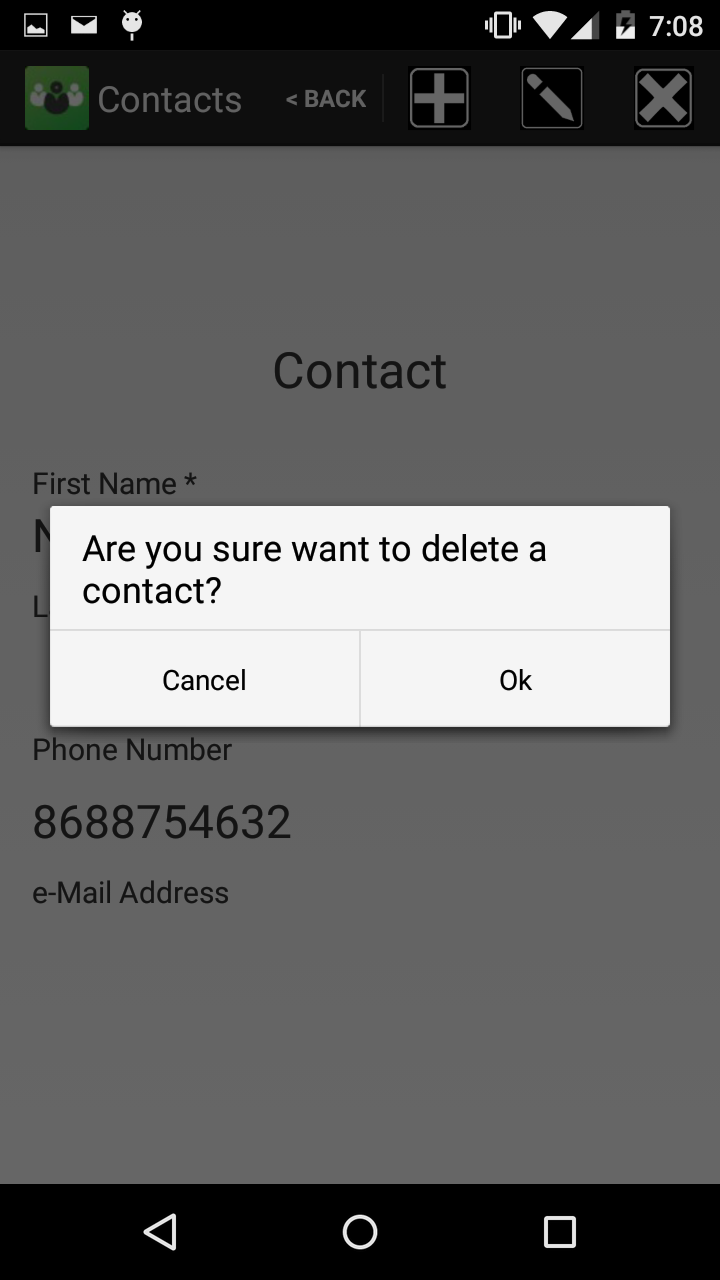 7:08
Contacts
< BACK
Contact
First Name *
Are you sure want to delete a
contact?
Cancel
Ok
Phone Number
8688754632
e-Mail Address